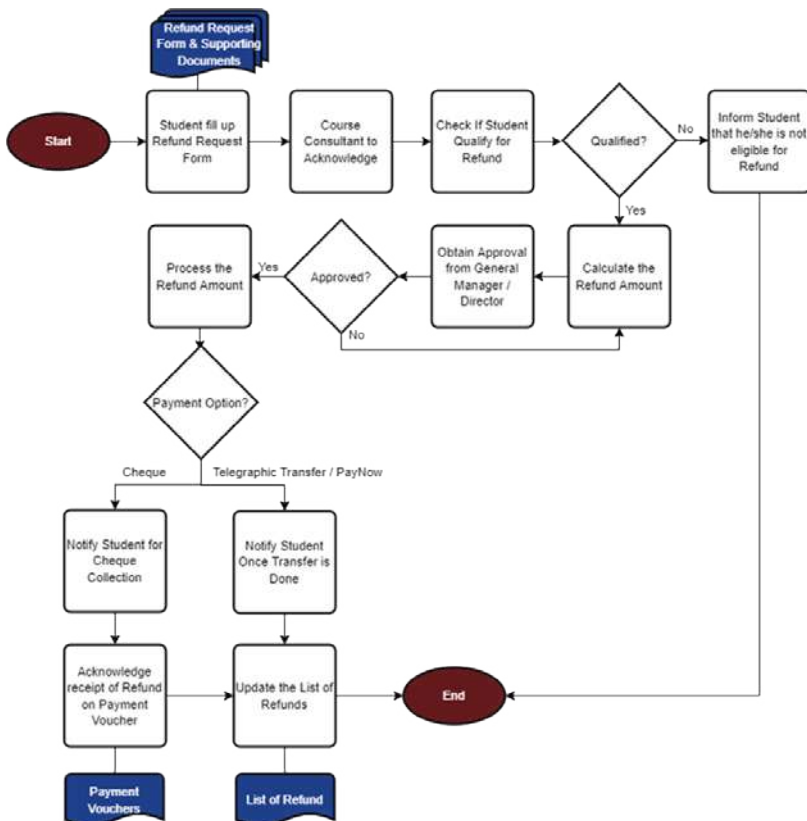 Refund Request
Form & Supporting
Documents
Start
Student fill up
Refund Request
Form
Course
Consultant to
Acknowledge
Check If Student
Qualify for
Refund
Qualified?
No
Inform Student
that he/she is not
eligible for
Refund
Yes
Process the
Refund Amount
Yes
Approved?
Obtain Approval
from General
Manager /
Director
Calculate the
Refund Amount
No
Payment Option?
Cheque
Telegraphic Transfer / PayNow
Notify Student for
Cheque
Collection
Notify Student
Once Transfer is
Done
Acknowledge
receipt of Refund
on Payment
Voucher
Update the List of
Refunds
End
Payment
Vouchers
List of Refund